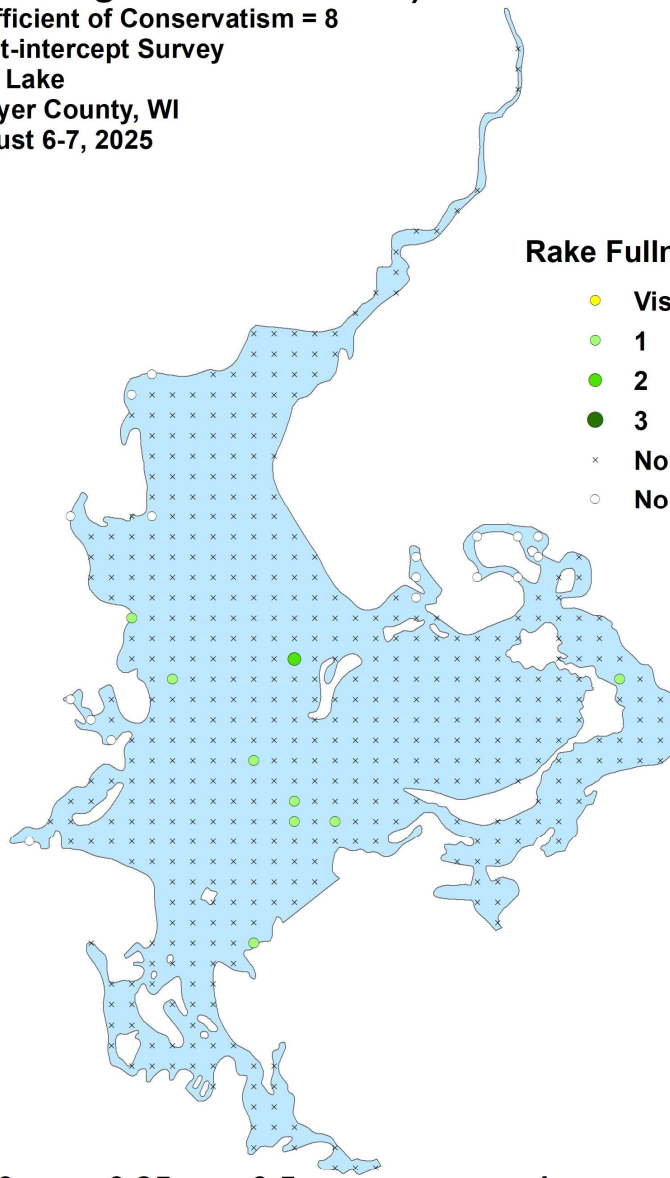 fficient of Conservatism = 8
t-intercept Survey
Lake
yer County, WI
ust 6-7, 2025
Rake Fulln
Vis
1
2
3
No
No